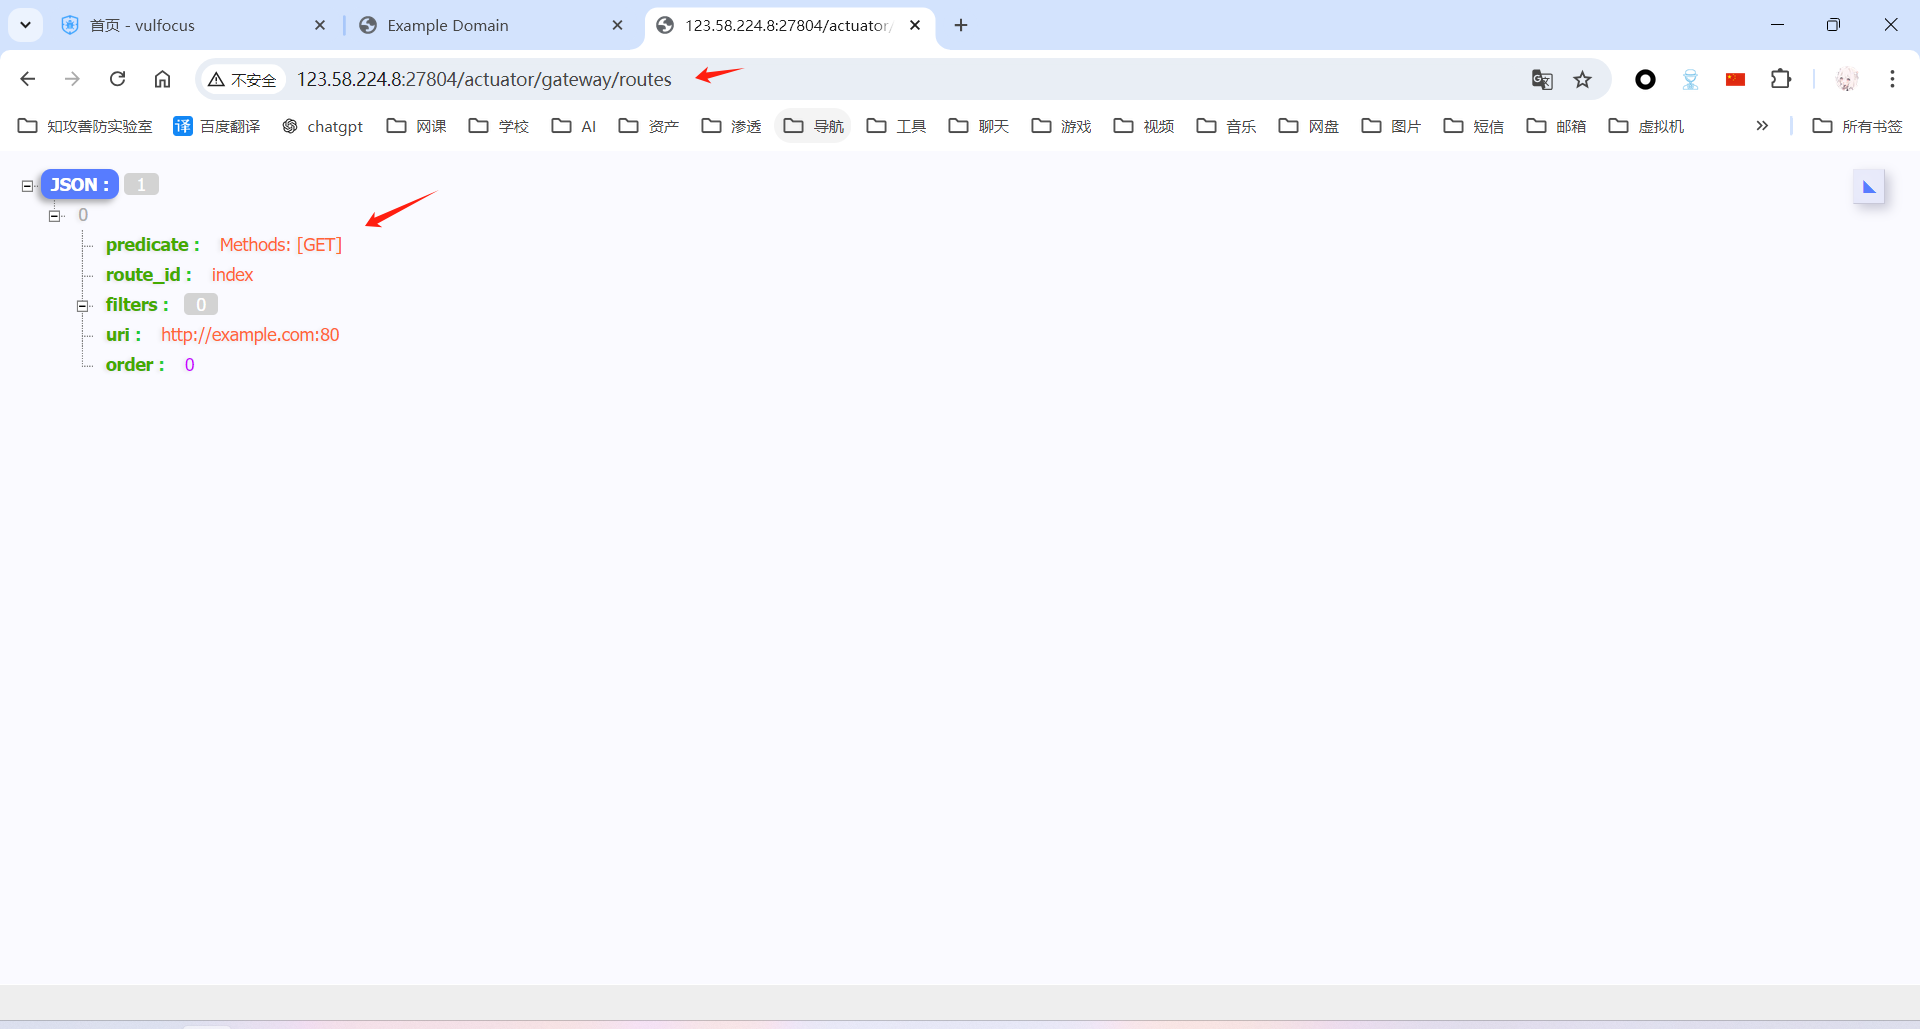 首页 - vulfocus
Example Domain
123.58.224.8:27804/actuator/
不安全
123.58.224.8:27804/actuator/gateway/routes
知攻善防实验室
译 百度翻译
chatgpt
网课
学校
AI
资产
渗透
导航
工具
聊天
游戏
视频
音乐
网盘
图片
短信
邮箱
虚拟机
»
所有书签
JSON : 1
0
predicate : Methods: [GET]
route_id : index
filters : 0
uri : http://example.com:80
order : 0